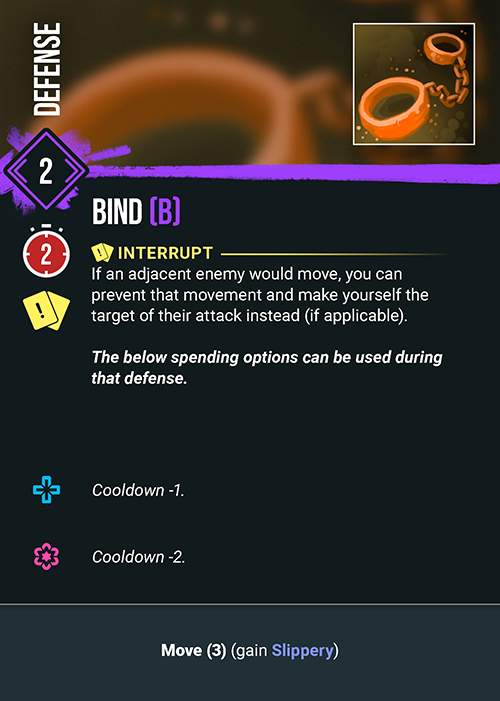 DEFENSE
2
BIND (B)
2
! INTERRUPT
If an adjacent enemy would move, you can
prevent that movement and make yourself the
target of their attack instead (if applicable).
!
The below spending options can be used during
that defense.
Cooldown -1.
Cooldown -2.
Move (3) (gain Slippery)